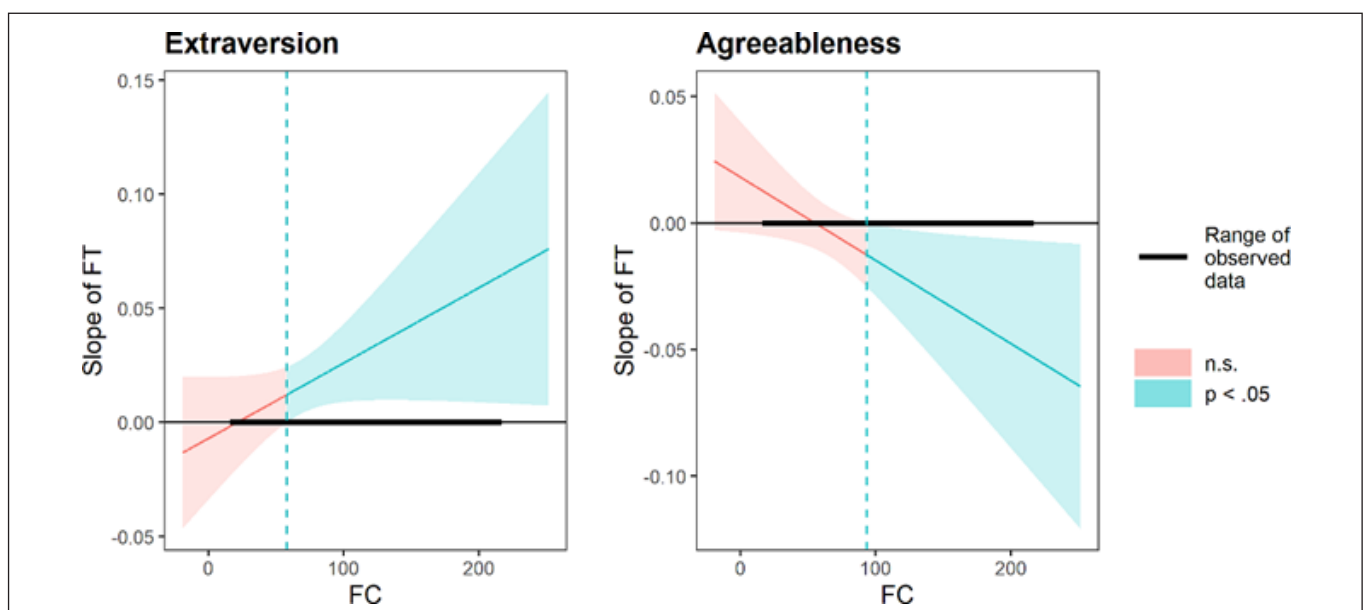 Extraversion
0.15
0.10
0.05
0.00
-0.05
Slope of FT
0
100
200
FC
Agreeableness
0.05
0.00
-0.05
-0.10
Slope of FT
0
100
200
FC
Range of
observed
data
n.s.
p < .05